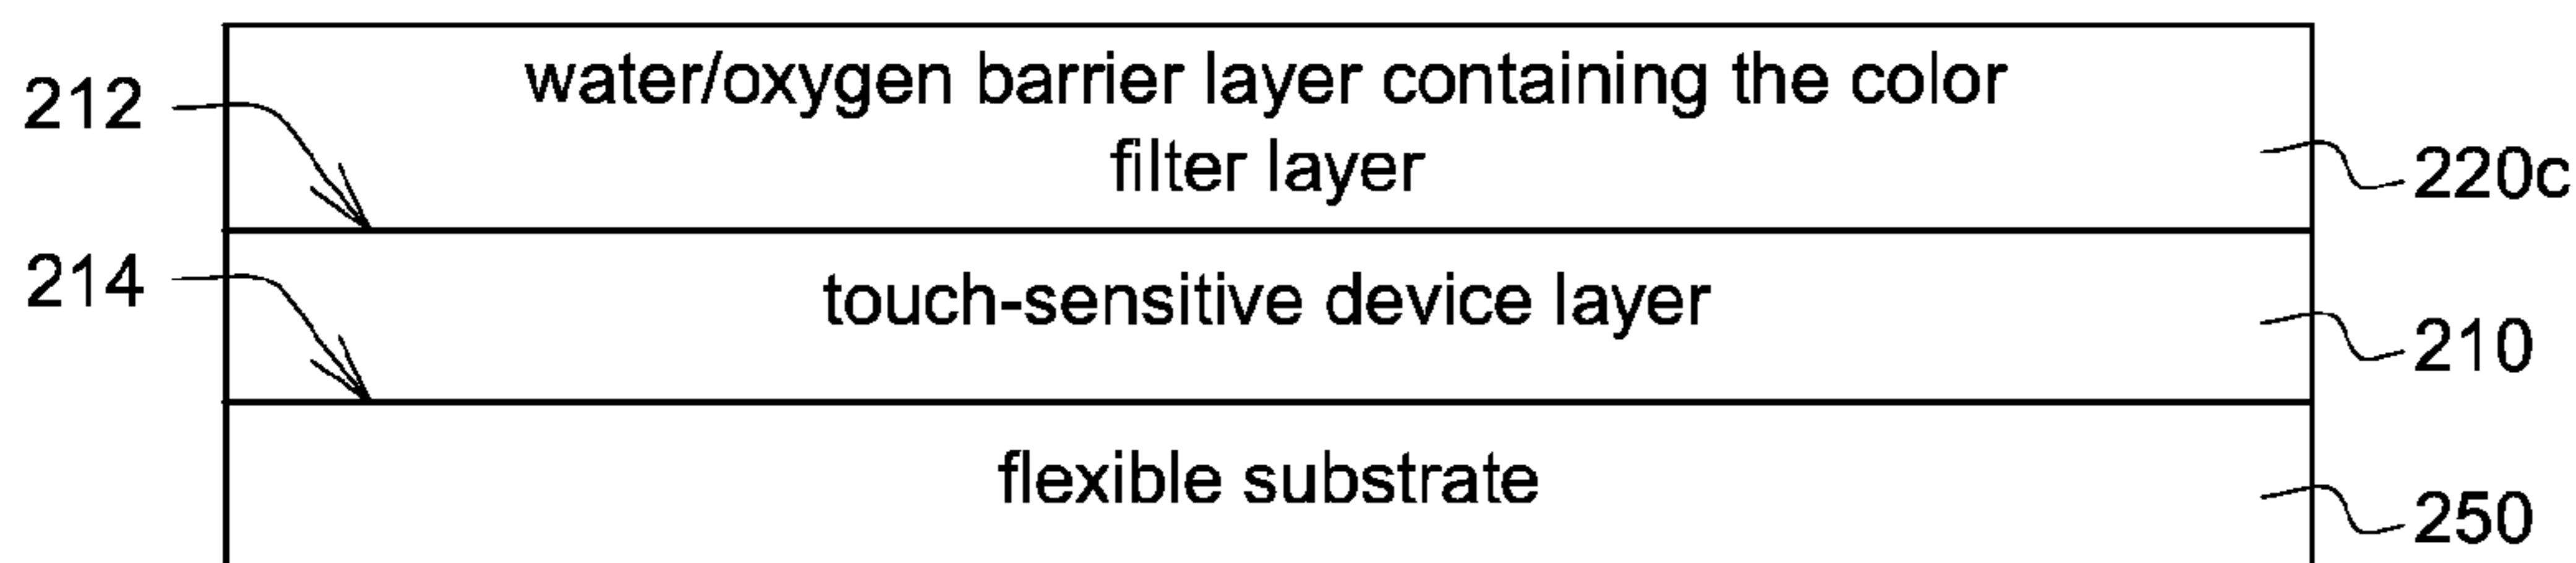 water/oxygen barrier layer containing the color
filter layer
212
220c
touch-sensitive device layer
214
210
flexible substrate
250